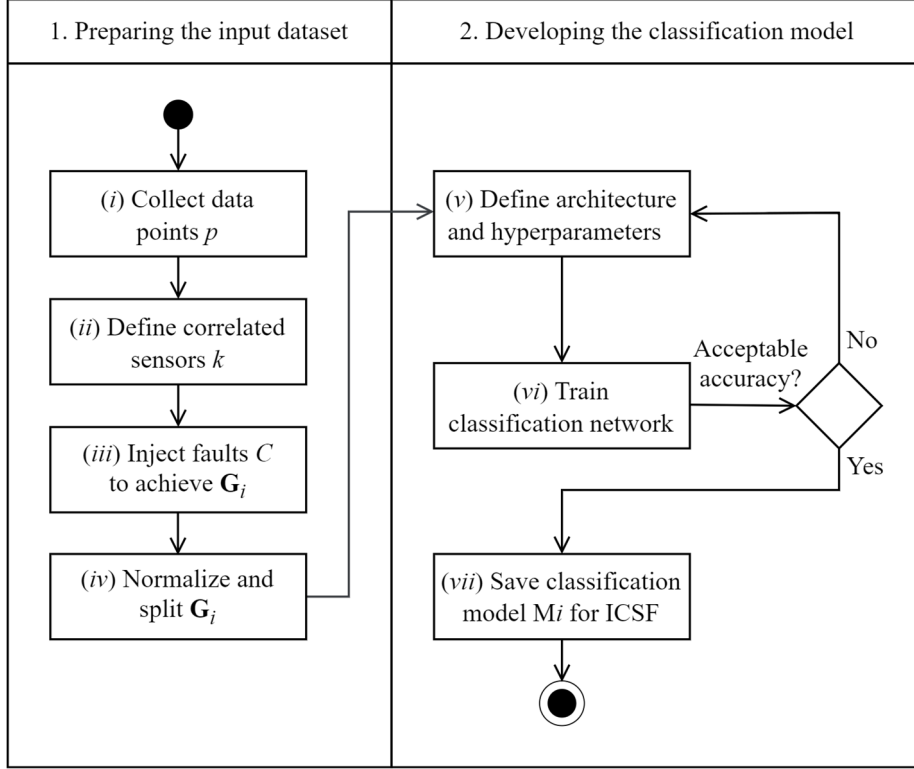 1. Preparing the input dataset
2. Developing the classification model
(i) Collect data
points p
(ii) Define correlated
sensors k
(iii) Inject faults C
to achieve Gᵢ
(iv) Normalize and
split Gᵢ
(v) Define architecture
and hyperparameters
(vi) Train
classification network
Acceptable
accuracy?
No
Yes
(vii) Save classification
model Mi for ICSF